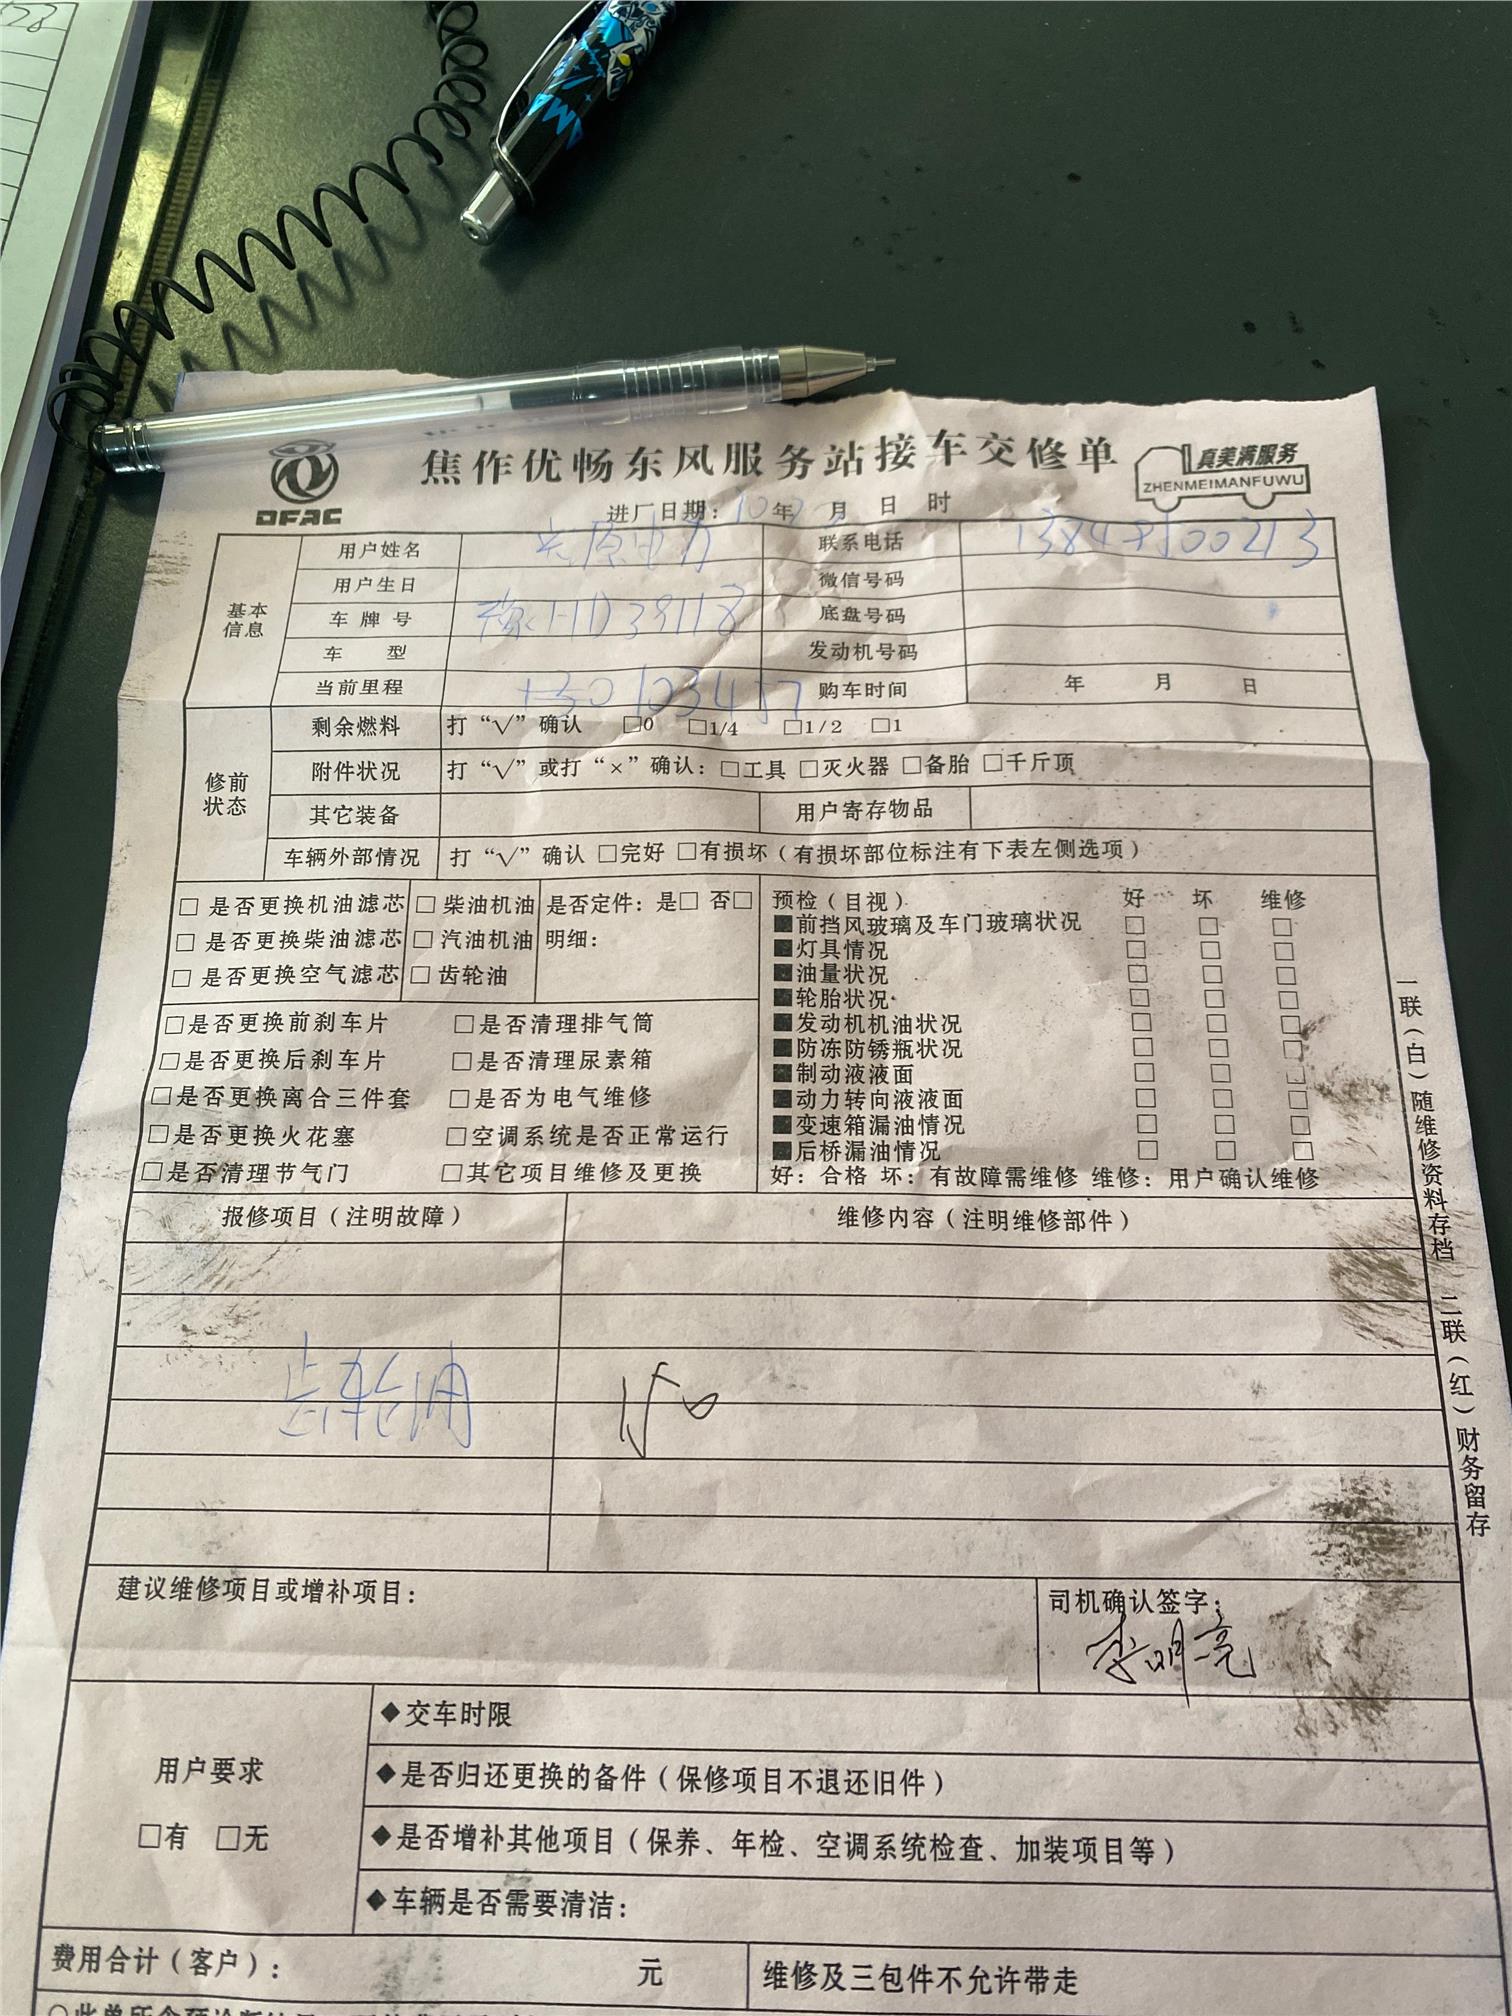 焦作优畅东风服务站接车交修单
DFAC
真美满服务
ZHENMEIMANFUWU
进厂日期: 年 月 日 时
基本信息
用户姓名 联系电话
用户生日 微信号码
车牌号 豫HD39118 底盘号码
车 型 发动机号码
当前里程 购车时间 年 月 日
修前状态
剩余燃料 打“√”确认 □0 □1/4 □1/2 □1
附件状况 打“√”或打“×”确认: □工具 □灭火器 □备胎 □千斤顶
其它装备 用户寄存物品
车辆外部情况 打“√”确认 □完好 □有损坏(有损坏部位标注有下表左侧选项)
□ 是否更换机油滤芯 □ 柴油机油 是否定件: 是□ 否□
□ 是否更换柴油滤芯 □ 汽油机油 明细:
□ 是否更换空气滤芯 □ 齿轮油
□是否更换前刹车片 □是否清理排气筒
□是否更换后刹车片 □是否清理尿素箱
□是否更换离合三件套 □是否为电气维修
□是否更换火花塞 □空调系统是否正常运行
□是否清理节气门 □其它项目维修及更换
预检(目视) 好 坏 维修
■前挡风玻璃及车门玻璃状况 □ □ □
■灯具情况 □ □ □
■油量状况 □ □ □
■轮胎状况 □ □ □
■发动机机油状况 □ □ □
■防冻防锈瓶状况 □ □ □
■制动液液面 □ □ □
■动力转向液液面 □ □ □
■变速箱漏油情况 □ □ □
■后桥漏油情况 □ □ □
好: 合格 坏: 有故障需维修 维修: 用户确认维修
报修项目(注明故障) 维修内容(注明维修部件)
齿轮油
建议维修项目或增补项目:
司机确认签字:
李明亮
用户要求
□有 □无
◆交车时限
◆是否归还更换的备件(保修项目不退还旧件)
◆是否增补其他项目(保养、年检、空调系统检查、加装项目等)
◆车辆是否需要清洁:
费用合计(客户): 元 维修及三包件不允许带走
一联(白)随维修资料存档 二联(红)财务留存